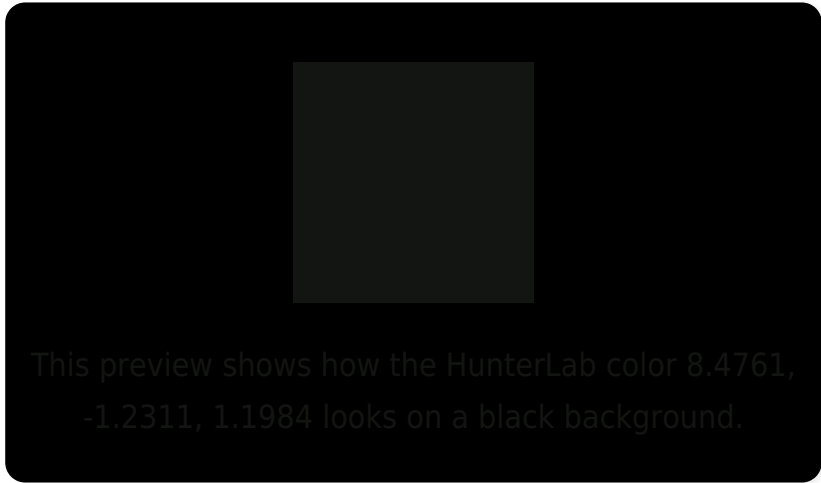 This preview shows how the HunterLab color 8.4761,
-1.2311, 1.1984 looks on a black background.